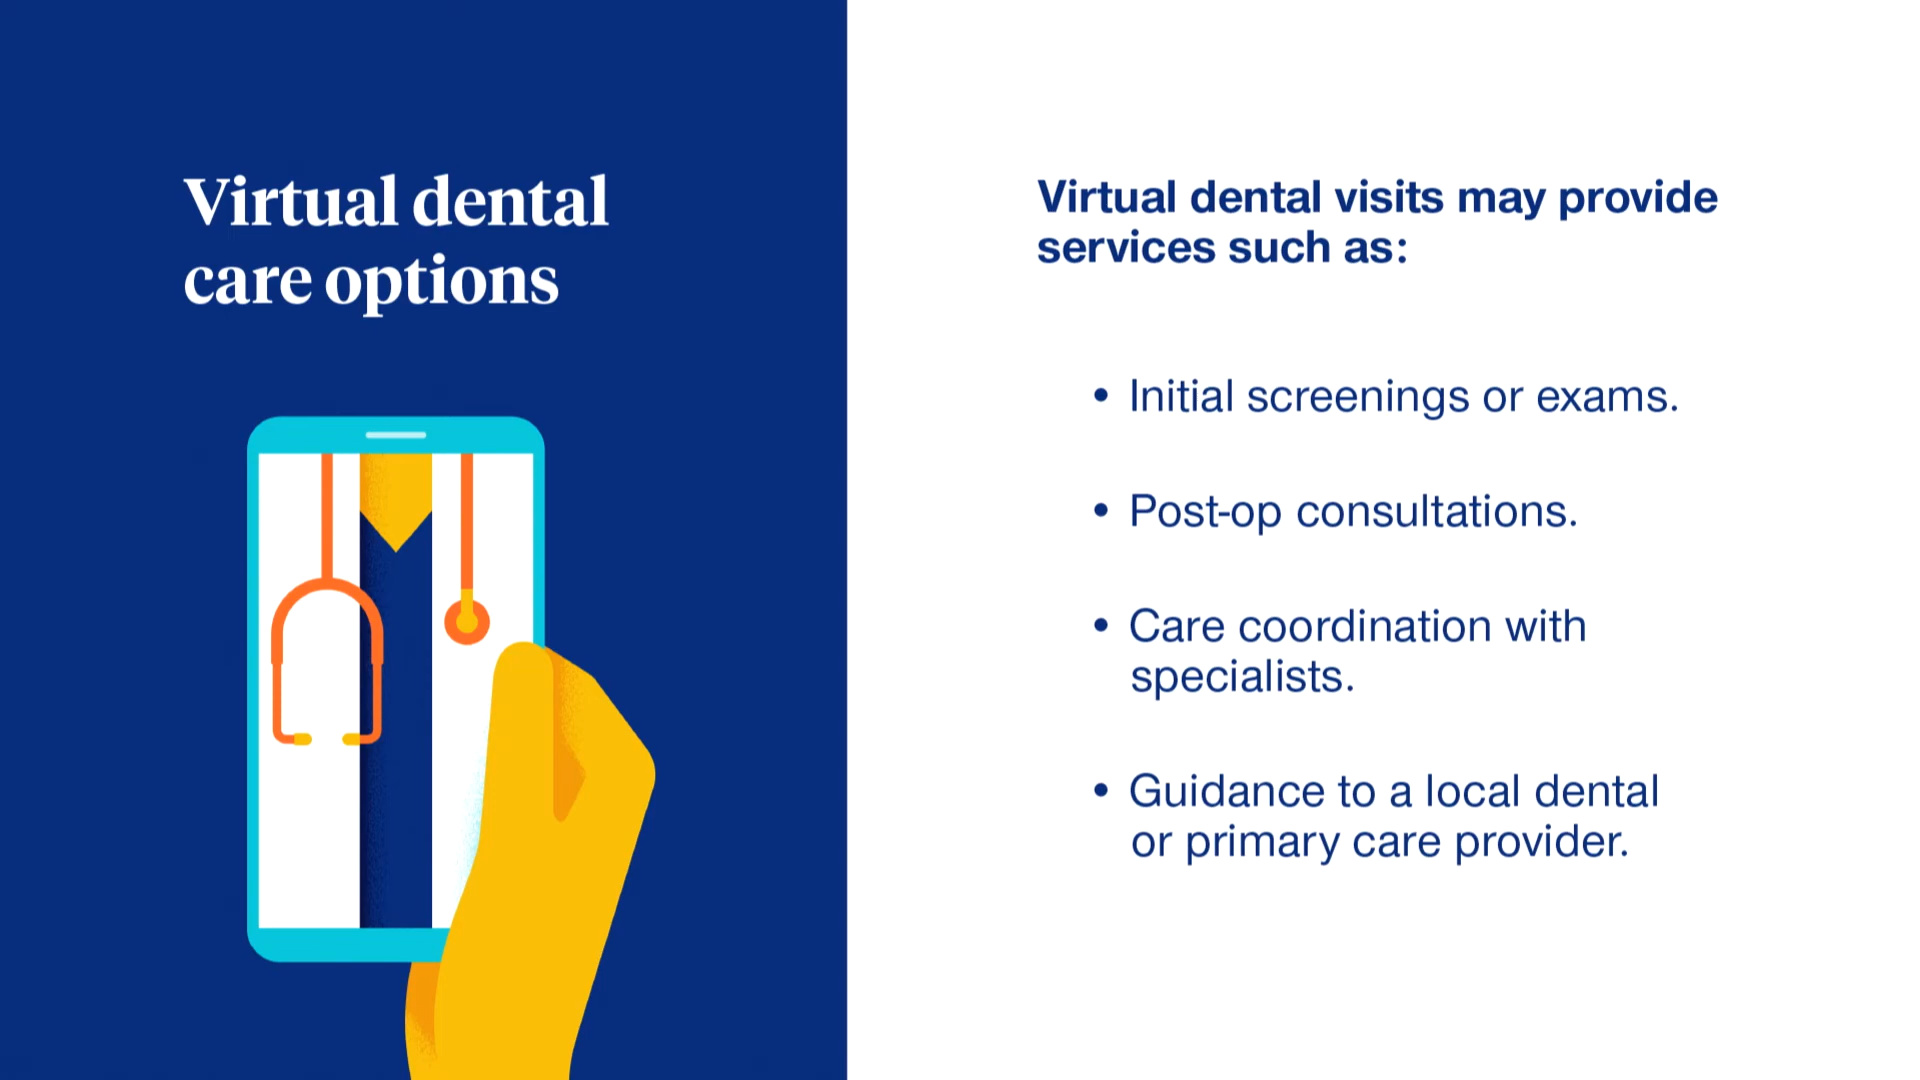 Virtual dental
care options
Virtual dental visits may provide
services such as:
• Initial screenings or exams.
• Post-op consultations.
• Care coordination with
specialists.
• Guidance to a local dental
or primary care provider.